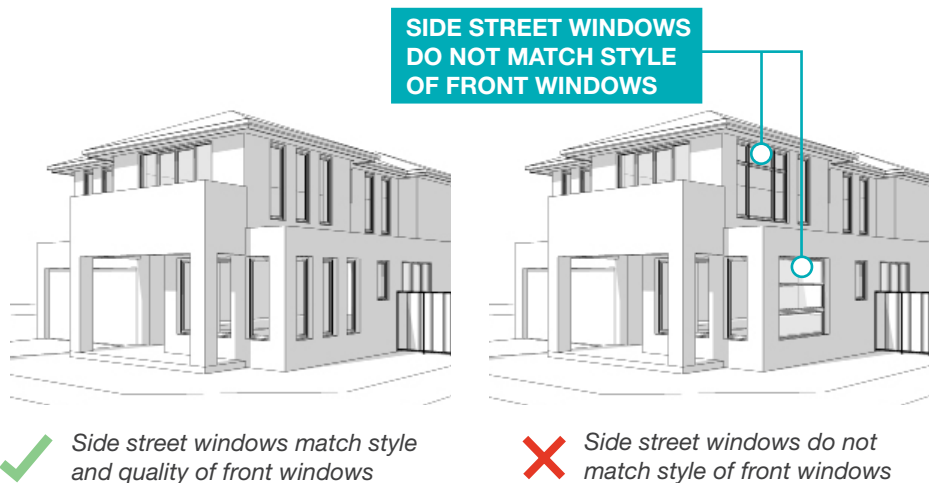 SIDE STREET WINDOWS
DO NOT MATCH STYLE
OF FRONT WINDOWS
Side street windows match style
and quality of front windows
Side street windows do not
match style of front windows